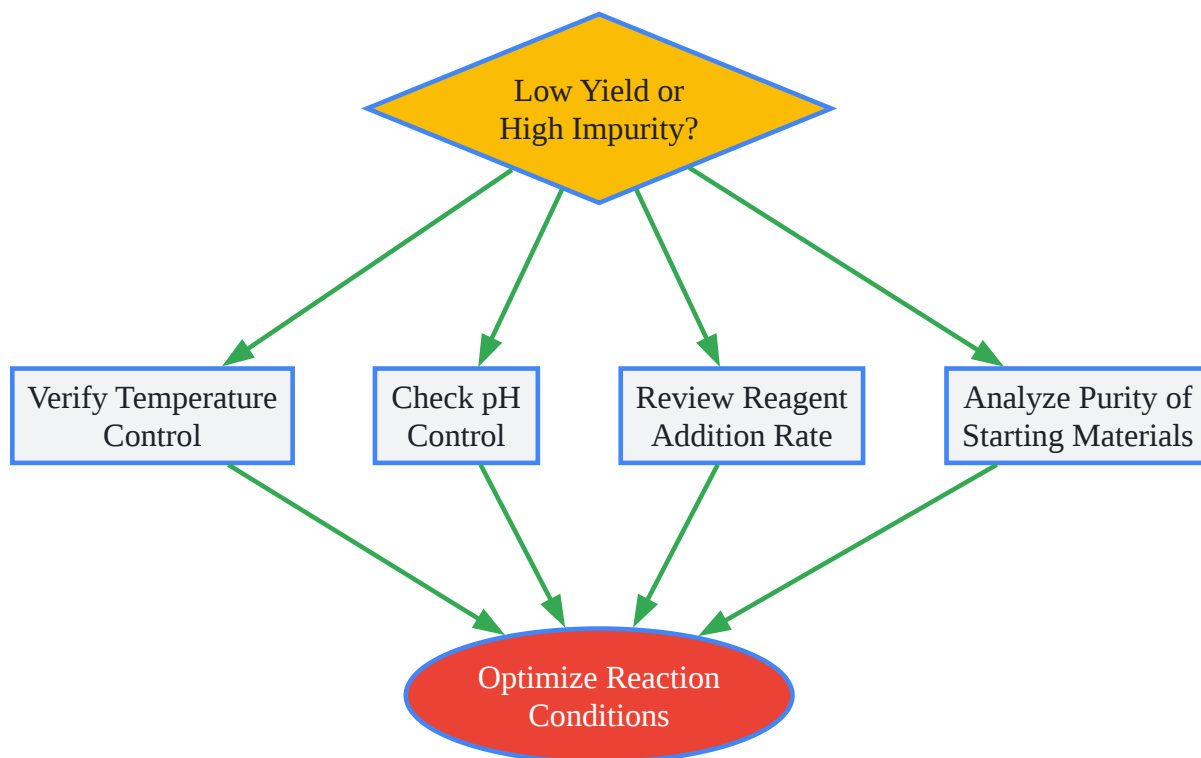 Low Yield or
High Impurity?
Verify Temperature
Control
Check pH
Control
Review Reagent
Addition Rate
Analyze Purity of
Starting Materials
Optimize Reaction
Conditions